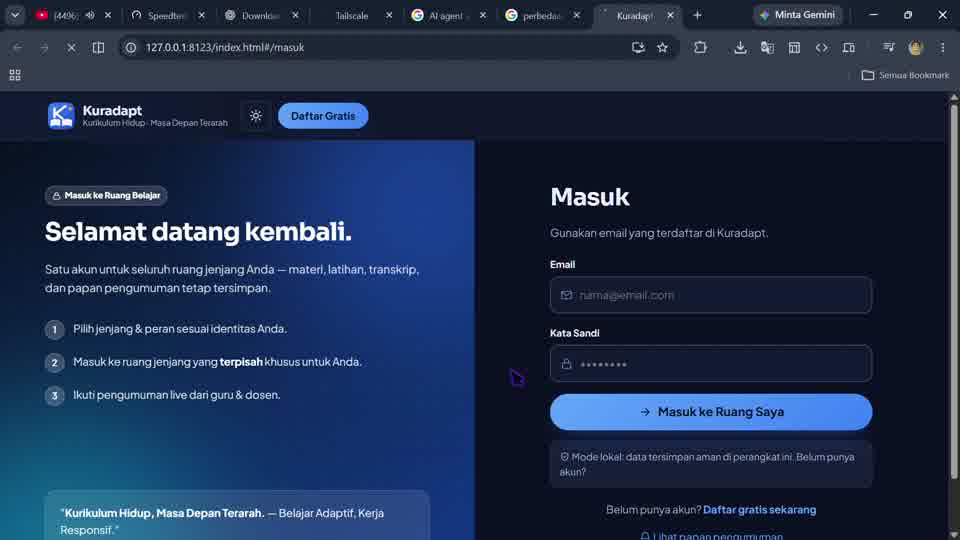 (4496)
Speedtest
Downloa
Tailscale
AI agent
perbedaa
Kuradapt
Minta Gemini
127.0.0.1:8123/index.html#/masuk
Semua Bookmark
Kuradapt
Kurikulum Hidup · Masa Depan Terarah
Daftar Gratis
Masuk ke Ruang Belajar
Selamat datang kembali.
Satu akun untuk seluruh ruang jenjang Anda — materi, latihan, transkrip,
dan papan pengumuman tetap tersimpan.
1 Pilih jenjang & peran sesuai identitas Anda.
2 Masuk ke ruang jenjang yang terpisah khusus untuk Anda.
3 Ikuti pengumuman live dari guru & dosen.
"Kurikulum Hidup, Masa Depan Terarah. — Belajar Adaptif, Kerja
Responsif."
Masuk
Gunakan email yang terdaftar di Kuradapt.
Email
nama@email.com
Kata Sandi
••••••••
→ Masuk ke Ruang Saya
Mode lokal: data tersimpan aman di perangkat ini. Belum punya
akun?
Belum punya akun? Daftar gratis sekarang
Lihat papan pengumuman